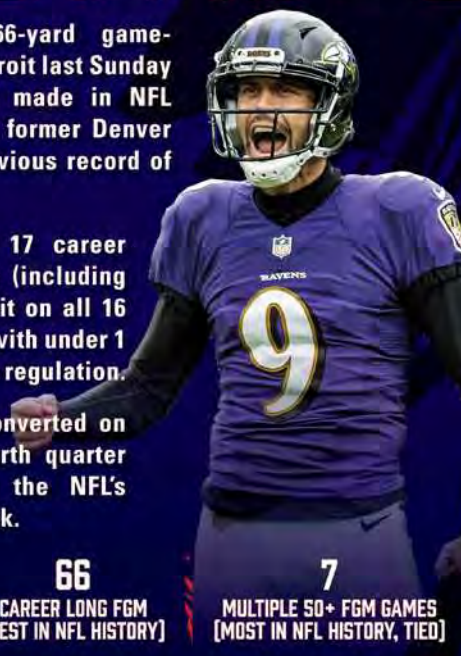 66-yard game-
roit last Sunday
made in NFL
former Denver
vious record of
17 career
(including
it on all 16
with under 1
regulation.
onverted on
rth quarter
the NFL's
k.
RAVENS
9
66
CAREER LONG FGM
EST IN NFL HISTORY]
7
MULTIPLE 50+ FGM GAMES
[MOST IN NFL HISTORY, TIED]